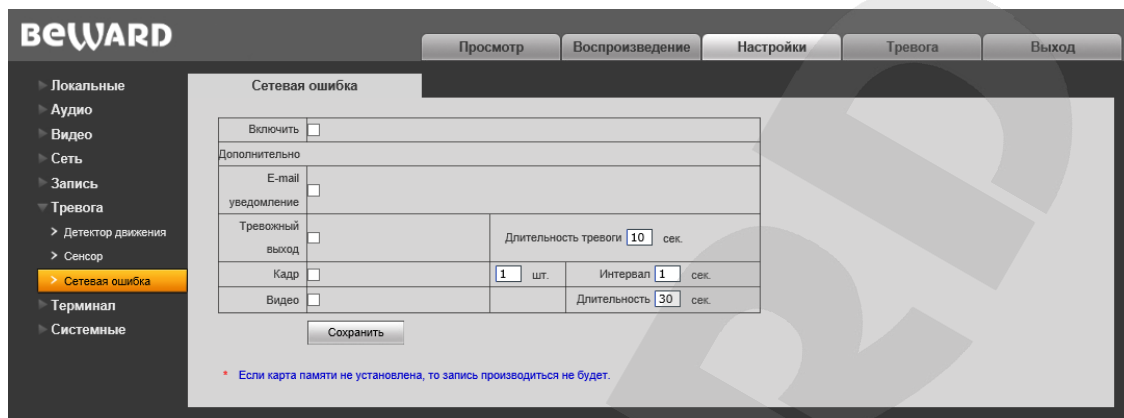 BEWARD
Просмотр Воспроизведение Настройки Тревога Выход
Локальные
Аудио
Видео
Сеть
Запись
Тревога
Детектор движения
Сенсор
Сетевая ошибка
Терминал
Системные
Сетевая ошибка
Включить
Дополнительно
E-mail
уведомление
Тревожный
выход
Длительность тревоги 10 сек.
Кадр 1 шт. Интервал 1 сек.
Видео Длительность 30 сек.
Сохранить
* Если карта памяти не установлена, то запись производиться не будет.